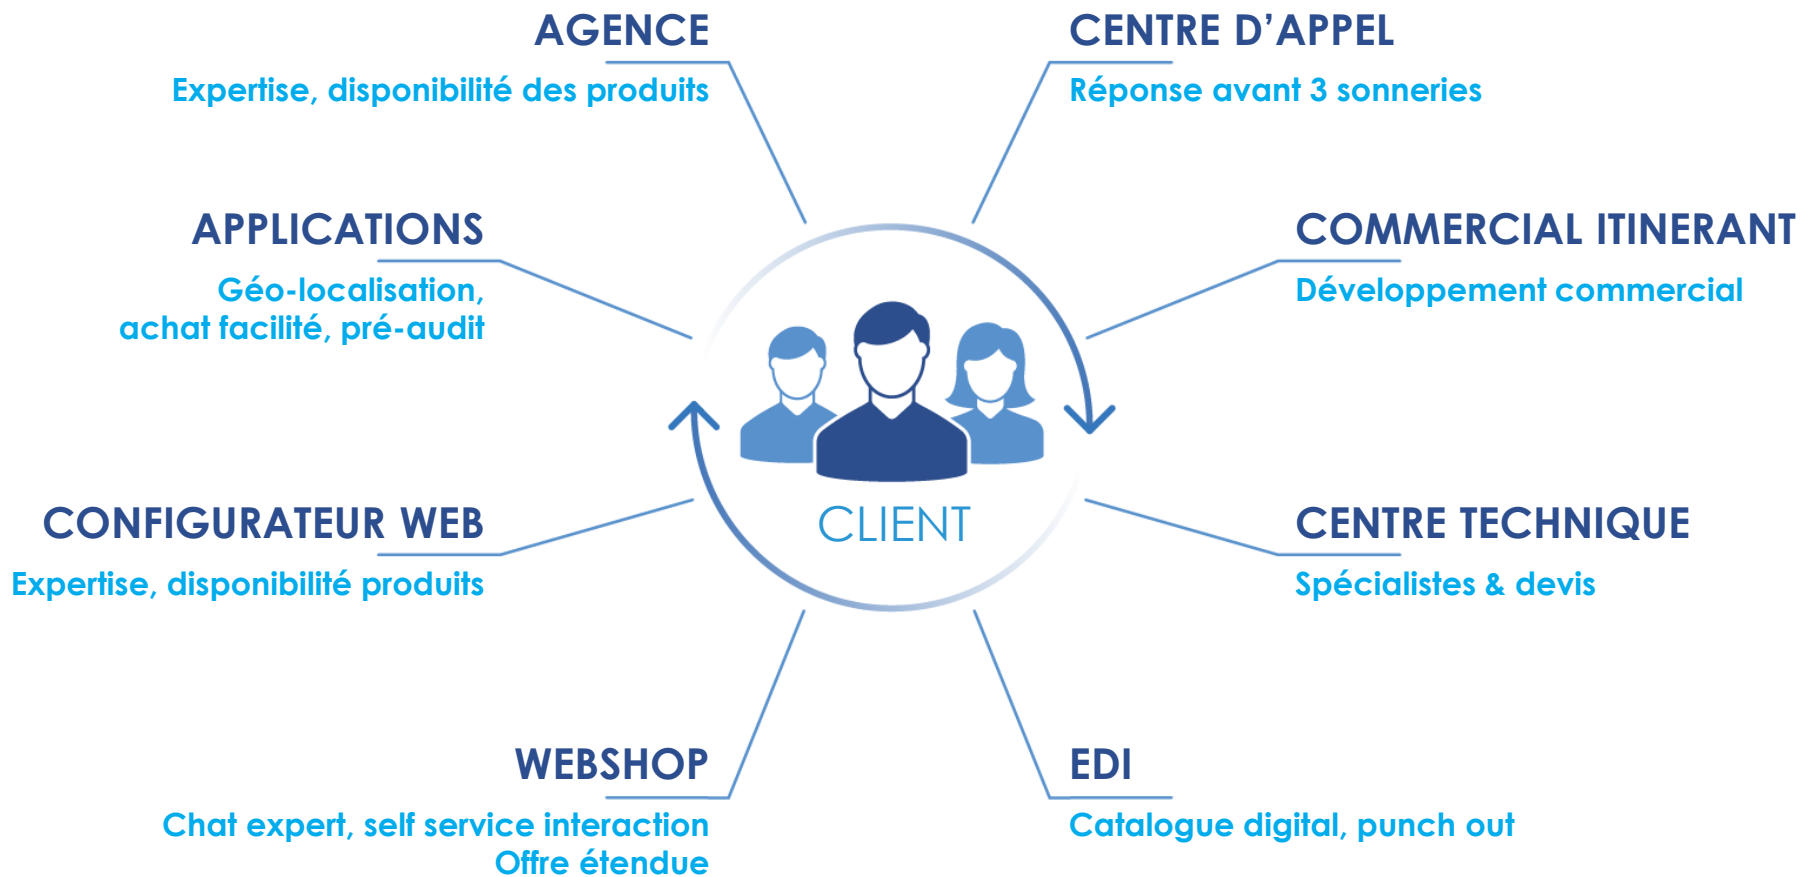 AGENCE
Expertise, disponibilité des produits
CENTRE D’APPEL
Réponse avant 3 sonneries
APPLICATIONS
Géo-localisation,
achat facilité, pré-audit
COMMERCIAL ITINERANT
Développement commercial
CLIENT
CONFIGURATEUR WEB
Expertise, disponibilité produits
CENTRE TECHNIQUE
Spécialistes & devis
WEBSHOP
Chat expert, self service interaction
Offre étendue
EDI
Catalogue digital, punch out